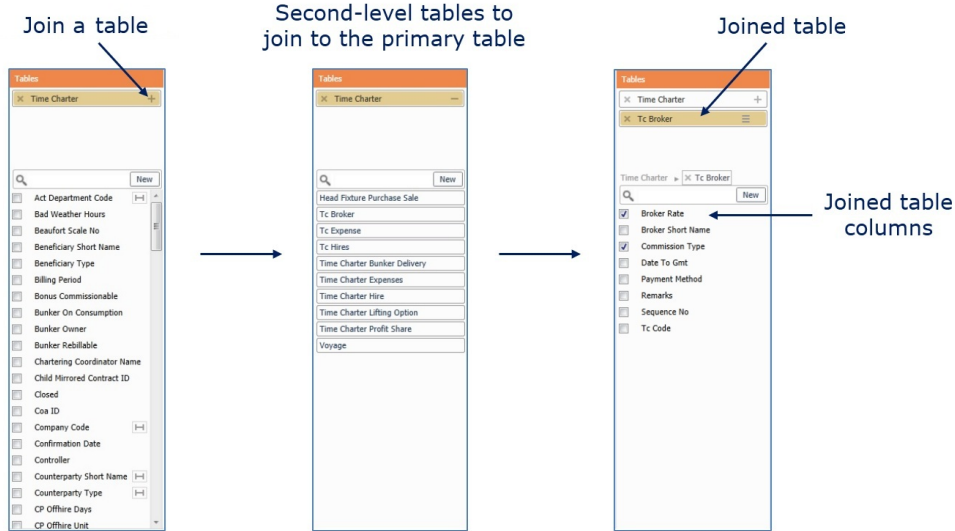 Join a table
Second-level tables to
join to the primary table
Joined table
Tables
Time Charter
New
Act Department Code
Bad Weather Hours
Beaufort Scale No
Beneficiary Short Name
Beneficiary Type
Billing Period
Bonus Commissionable
Bunker On Consumption
Bunker Owner
Bunker Rebillable
Chartering Coordinator Name
Child Mirrored Contract ID
Closed
Coa ID
Company Code
Confirmation Date
Controller
Counterparty Short Name
Counterparty Type
CP Offhire Days
CP Offhire Unit
Tables
Time Charter
New
Head Fixture Purchase Sale
Tc Broker
Tc Expense
Tc Hires
Time Charter Bunker Delivery
Time Charter Expenses
Time Charter Hire
Time Charter Lifting Option
Time Charter Profit Share
Voyage
Tables
Time Charter
Tc Broker
Time Charter Tc Broker
New
Broker Rate
Broker Short Name
Commission Type
Date To Gmt
Payment Method
Remarks
Sequence No
Tc Code
Joined table
columns